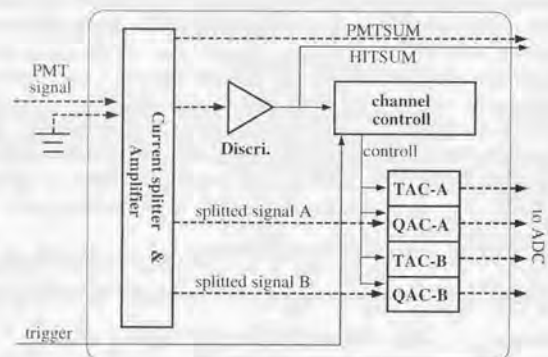 PMTSUM
HITSUM
PMT
signal
Current splitter &
Amplifier
Discri.
channel
controll
controll
TAC-A
splitted signal A
QAC-A
TAC-B
splitted signal B
QAC-B
to ADC
trigger